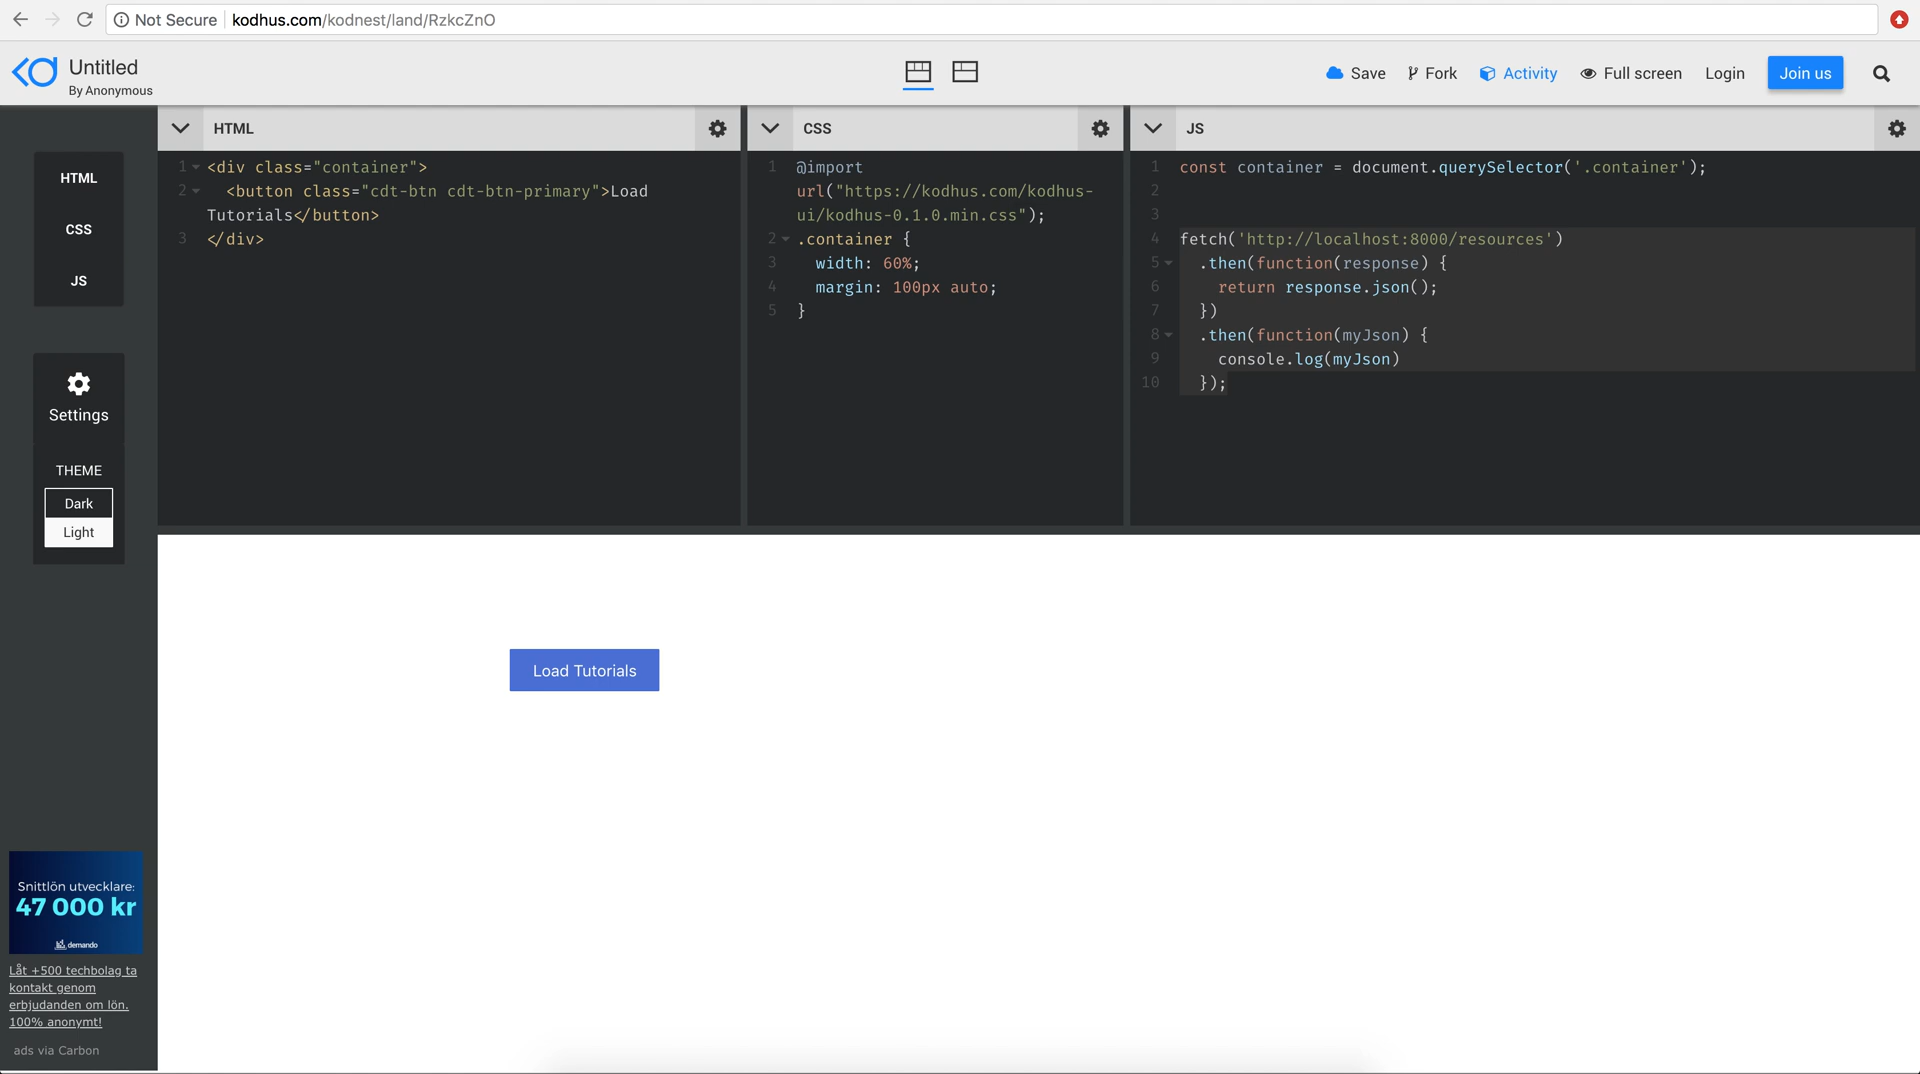 Not Secure
kodhus.com/kodnest/land/RzkcZnO
Untitled
By Anonymous
Save
Fork
Activity
Full screen
Login
Join us
HTML
CSS
JS
Settings
THEME
Dark
Light
HTML
1 <div class="container">
2 <button class="cdt-btn cdt-btn-primary">Load
Tutorials</button>
3 </div>
CSS
1 @import
url("https://kodhus.com/kodhus-
ui/kodhus-0.1.0.min.css");
2 .container {
3 width: 60%;
4 margin: 100px auto;
5 }
JS
1 const container = document.querySelector('.container');
2
3
4 fetch('http://localhost:8000/resources')
5 .then(function(response) {
6 return response.json();
7 })
8 .then(function(myJson) {
9 console.log(myJson)
10 });
Load Tutorials
Snittlön utvecklare:
47 000 kr
demando
Låt +500 techbolag ta
kontakt genom
erbjudanden om lön.
100% anonymt!
ads via Carbon